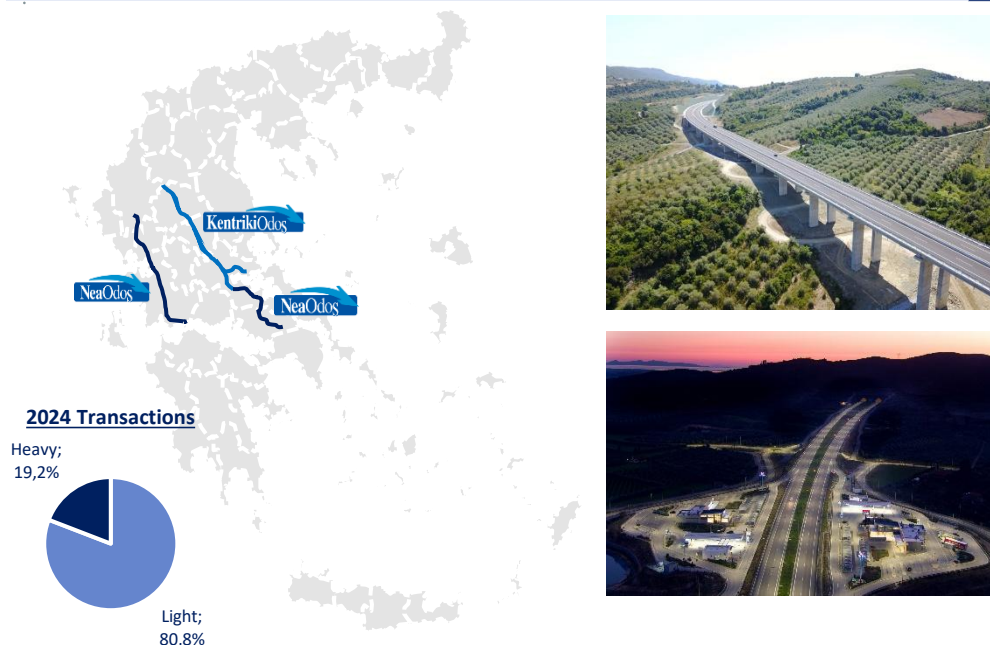 KentrikiOdos
NeaOdos
NeaOdos
2024 Transactions
Heavy;
19,2%
Light;
80,8%